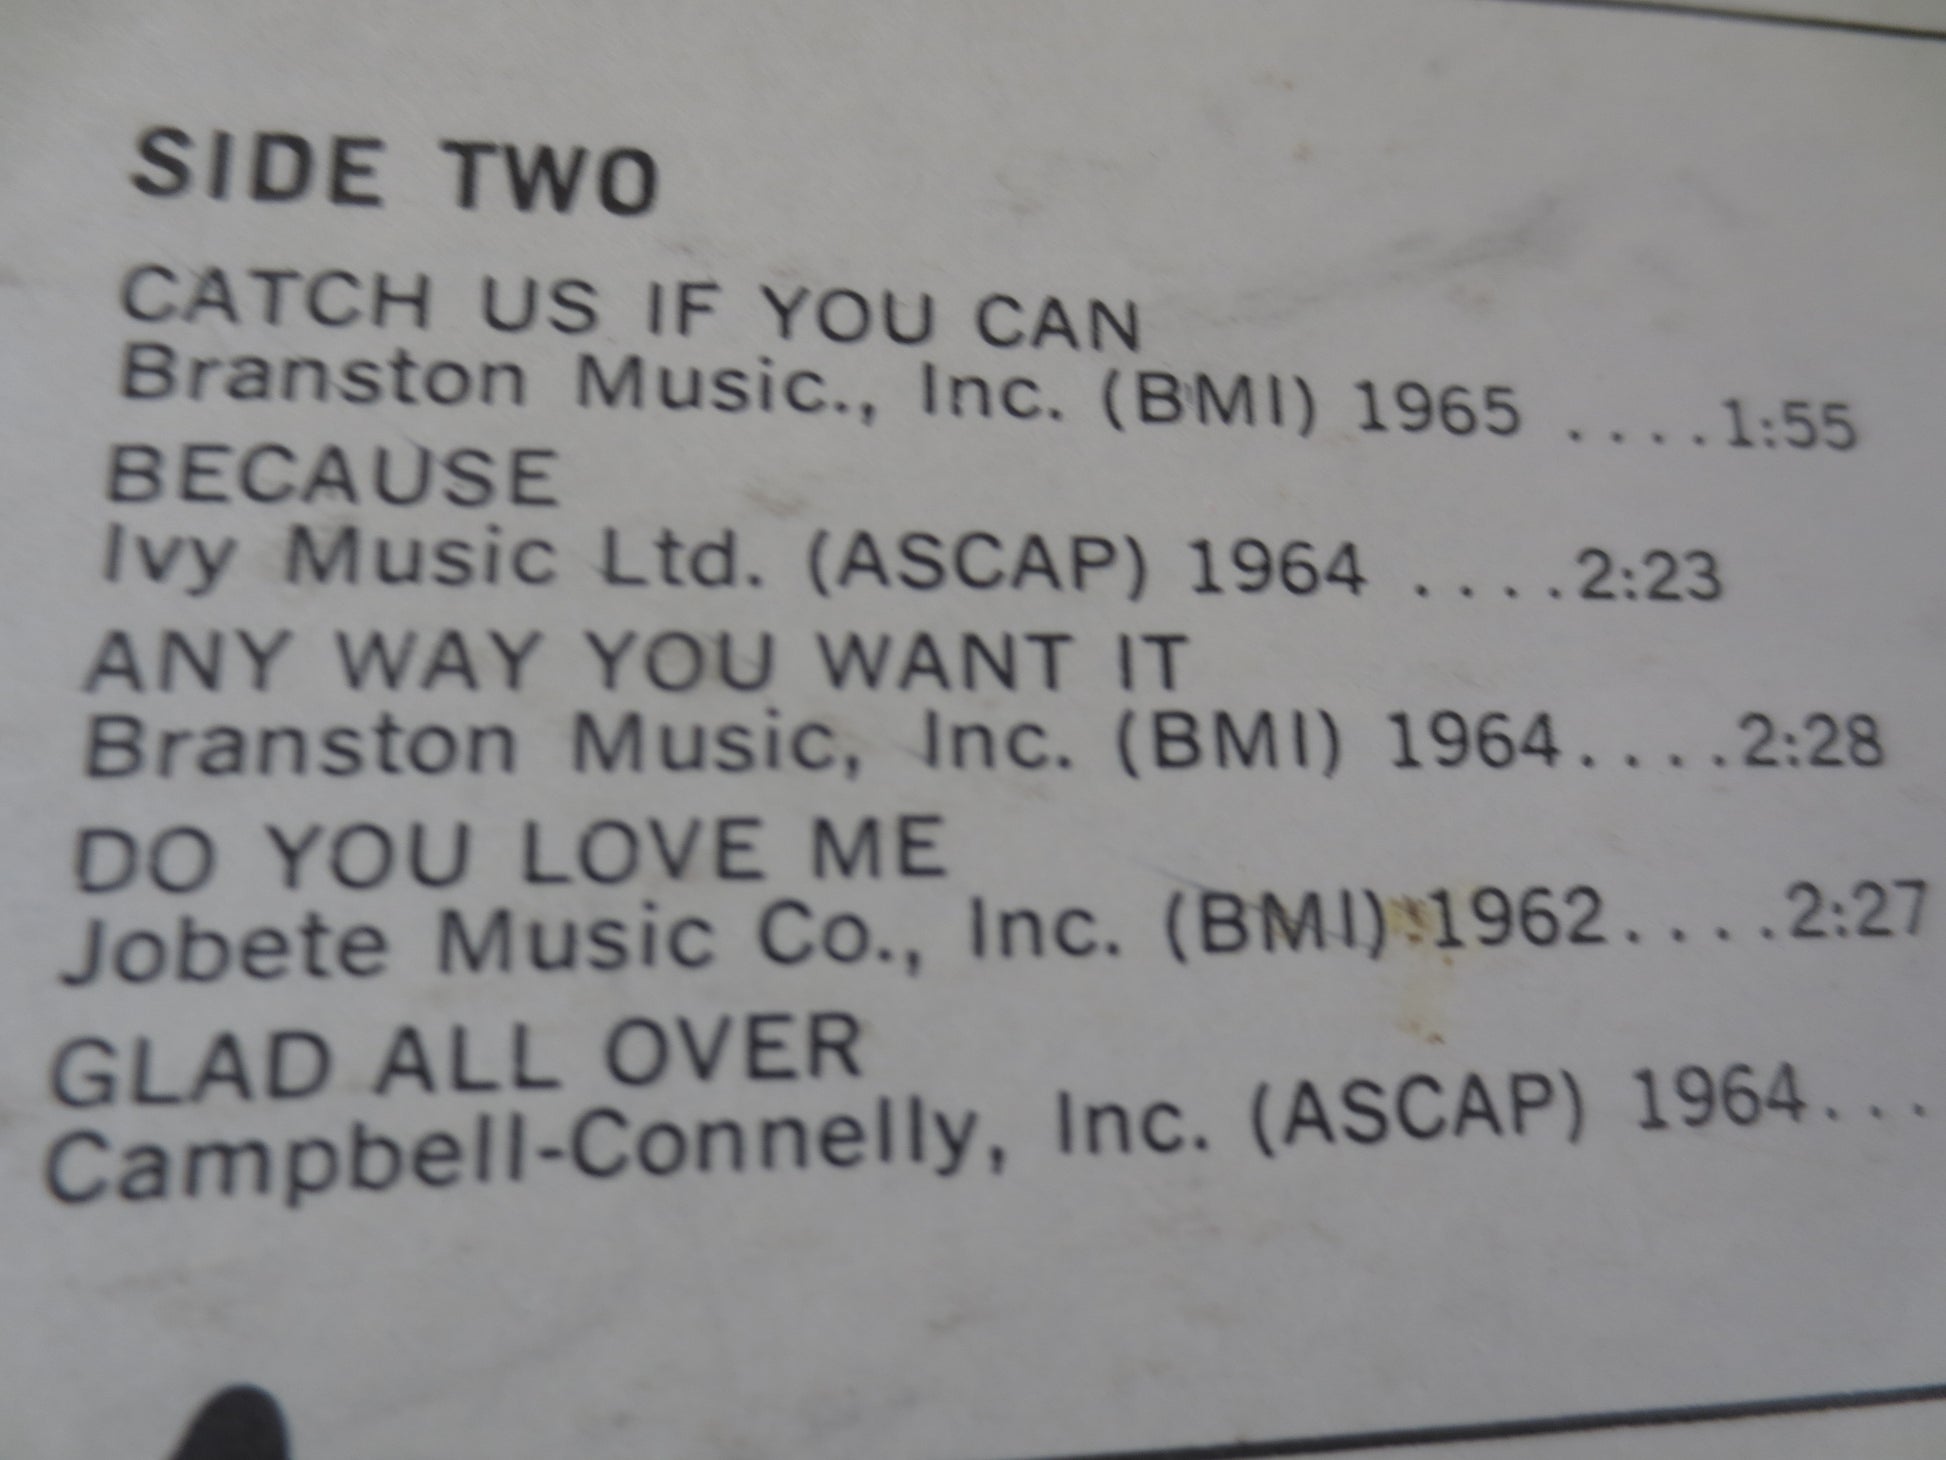 SIDE TWO
CATCH US IF YOU CAN
Branston Music., Inc. (BMI) 1965 ....1:55
BECAUSE
Ivy Music Ltd. (ASCAP) 1964 ....2:23
ANY WAY YOU WANT IT
Branston Music, Inc. (BMI) 1964....2:28
DO YOU LOVE ME
Jobete Music Co., Inc. (BMI) 1962....2:27
GLAD ALL OVER
Campbell-Connelly, Inc. (ASCAP) 1964...